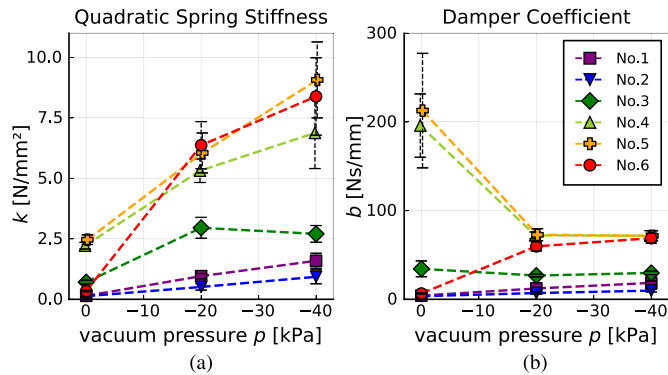 Quadratic Spring Stiffness
k [N/mm²]
10.0
7.5
5.0
2.5
0.0
0 −10 −20 −30 −40
vacuum pressure p [kPa]
(a)
Damper Coefficient
b [Ns/mm]
300
200
100
0
0 −10 −20 −30 −40
vacuum pressure p [kPa]
(b)
No.1
No.2
No.3
No.4
No.5
No.6